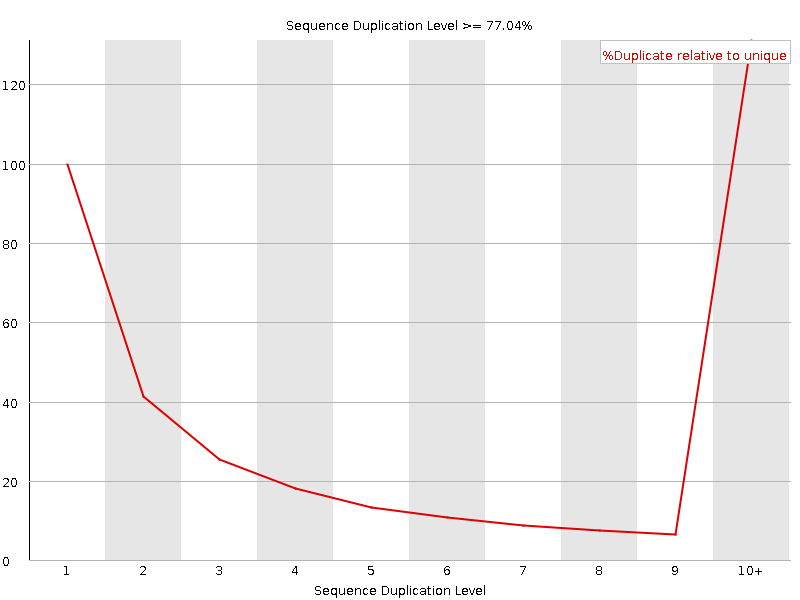 Sequence Duplication Level >= 77.04%
%Duplicate relative to unique
120
100
80
60
40
20
0
1 2 3 4 5 6 7 8 9 10+
Sequence Duplication Level